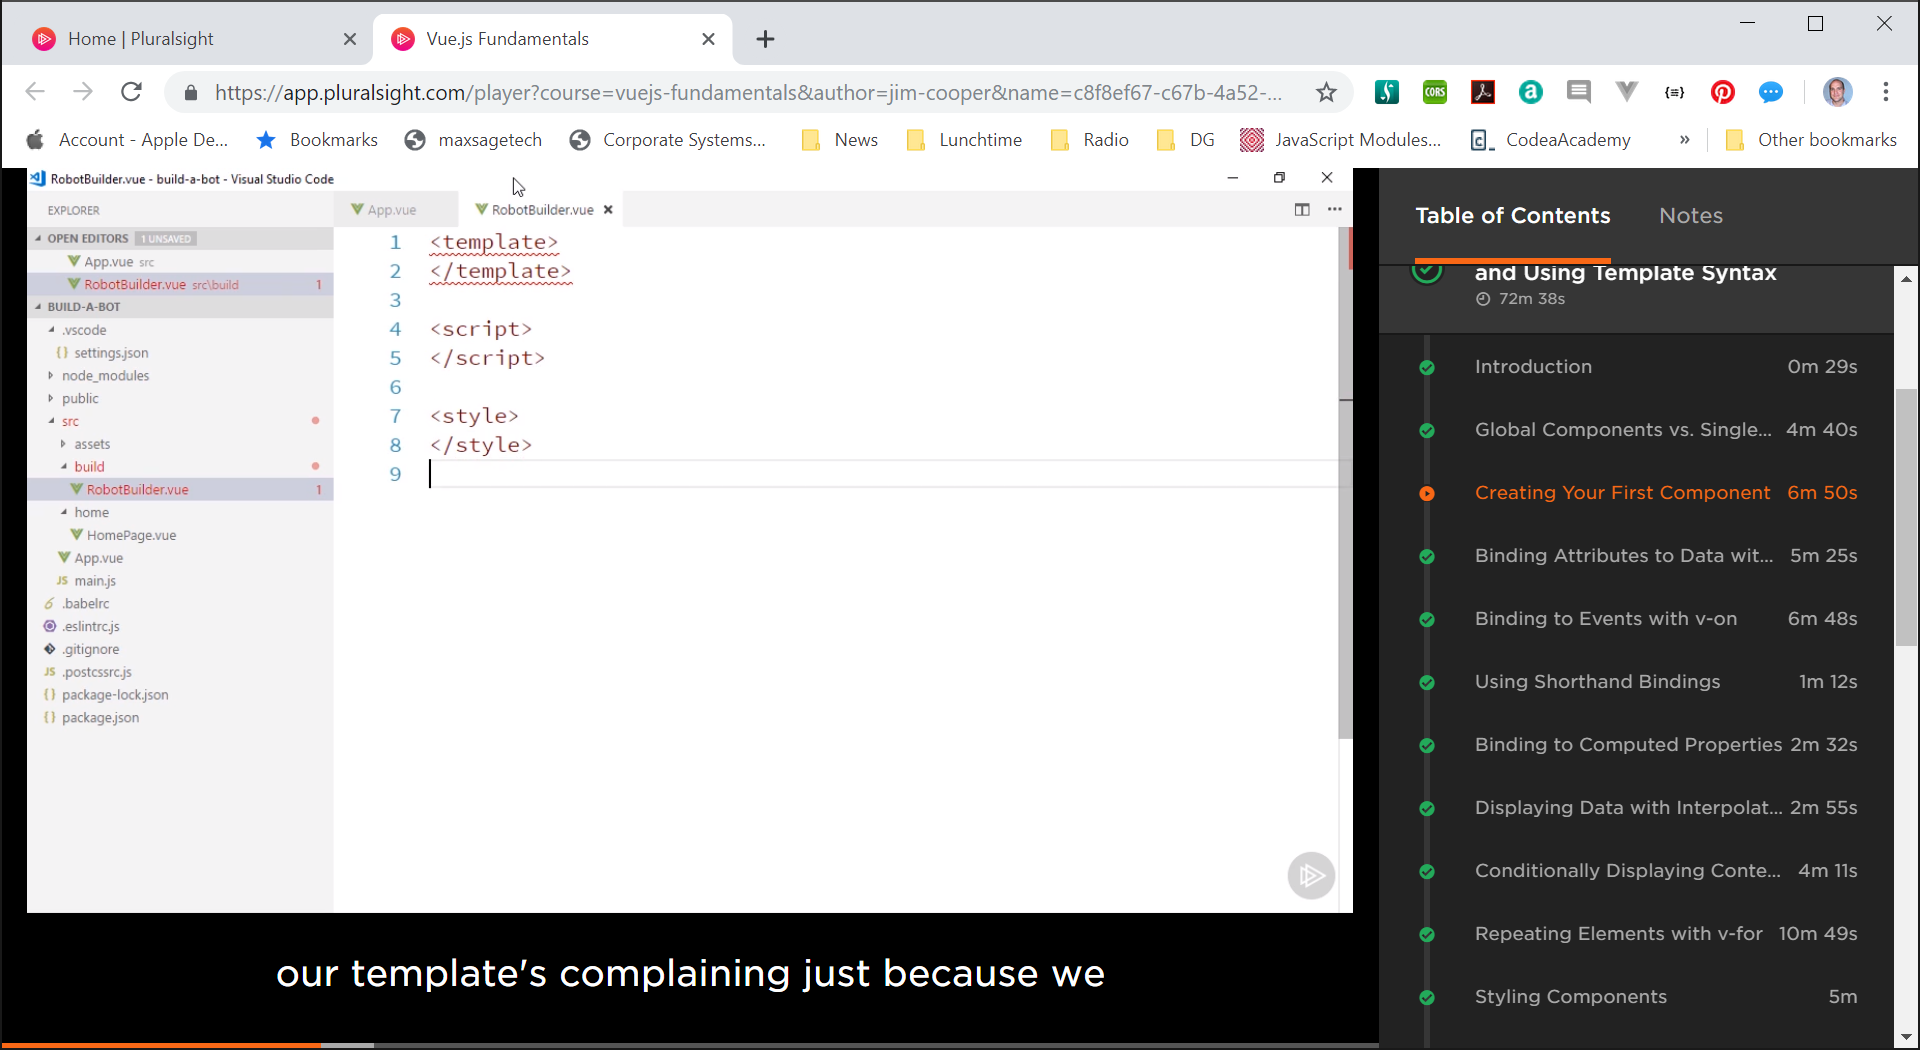 Home | Pluralsight
Vue.js Fundamentals
https://app.pluralsight.com/player?course=vuejs-fundamentals&author=jim-cooper&name=c8f8ef67-c67b-4a52-...
CORS
{≡}
Account - Apple De...
Bookmarks
maxsagetech
Corporate Systems...
News
Lunchtime
Radio
DG
JavaScript Modules...
CodeaAcademy
»
Other bookmarks
RobotBuilder.vue - build-a-bot - Visual Studio Code
EXPLORER
OPEN EDITORS 1 UNSAVED
App.vue src
RobotBuilder.vue src\build 1
BUILD-A-BOT
.vscode
{} settings.json
node_modules
public
src
assets
build
RobotBuilder.vue 1
home
HomePage.vue
App.vue
JS main.js
.babelrc
.eslintrc.js
.gitignore
JS .postcssrc.js
{} package-lock.json
{} package.json
App.vue
RobotBuilder.vue
1 <template>
2 </template>
3
4 <script>
5 </script>
6
7 <style>
8 </style>
9
our template's complaining just because we
Table of Contents
Notes
and Using Template Syntax
72m 38s
Introduction 0m 29s
Global Components vs. Single... 4m 40s
Creating Your First Component 6m 50s
Binding Attributes to Data wit... 5m 25s
Binding to Events with v-on 6m 48s
Using Shorthand Bindings 1m 12s
Binding to Computed Properties 2m 32s
Displaying Data with Interpolat... 2m 55s
Conditionally Displaying Conte... 4m 11s
Repeating Elements with v-for 10m 49s
Styling Components 5m